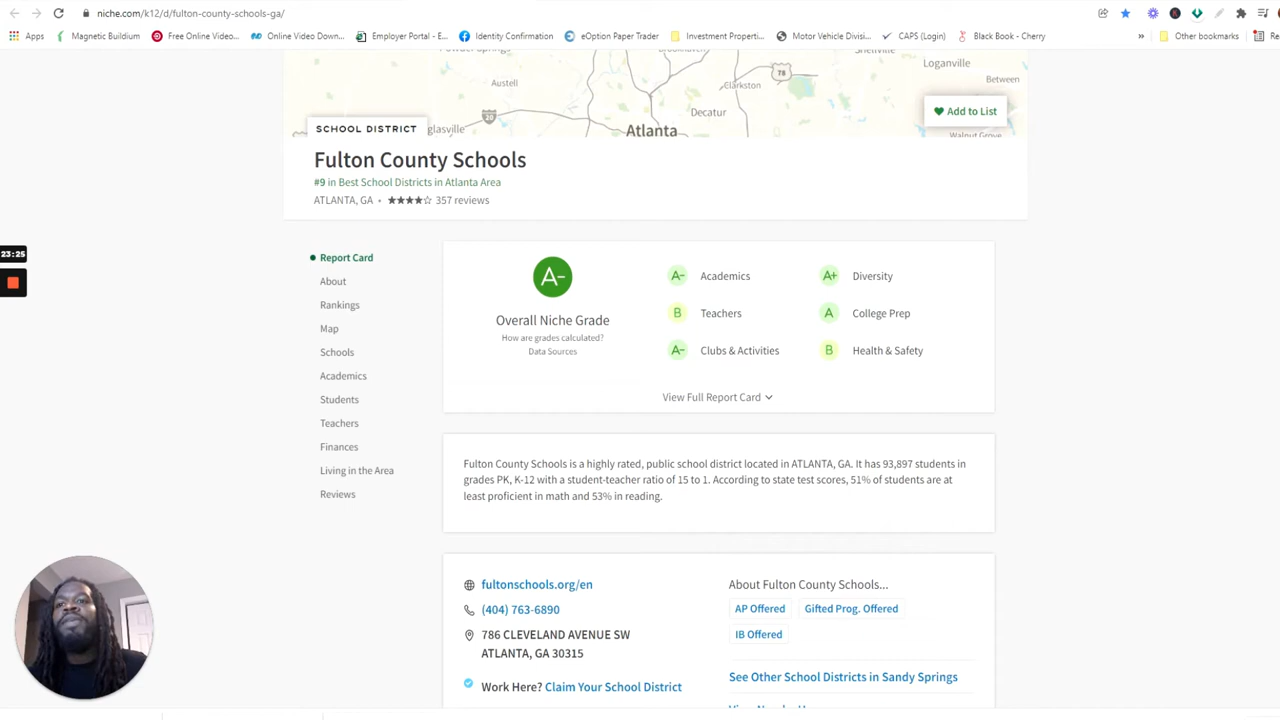 niche.com/k12/d/fulton-county-schools-ga/
Apps
Magnetic Buildium
Free Online Video...
Online Video Down...
Employer Portal - E...
Identity Confirmation
eOption Paper Trader
Investment Properti...
Motor Vehicle Divisi...
CAPS (Login)
Black Book - Cherry
»
Other bookmarks
Austell
Clarkston
78
Loganville
Between
Decatur
20
Atlanta
Walnut Grove
Add to List
SCHOOL DISTRICT
glasville
Fulton County Schools
#9 in Best School Districts in Atlanta Area
ATLANTA, GA • ★★★★☆ 357 reviews
23:25
Report Card
About
Rankings
Map
Schools
Academics
Students
Teachers
Finances
Living in the Area
Reviews
A-
Overall Niche Grade
How are grades calculated?
Data Sources
A- Academics
B Teachers
A- Clubs & Activities
A+ Diversity
A College Prep
B Health & Safety
View Full Report Card
Fulton County Schools is a highly rated, public school district located in ATLANTA, GA. It has 93,897 students in
grades PK, K-12 with a student-teacher ratio of 15 to 1. According to state test scores, 51% of students are at
least proficient in math and 53% in reading.
fultonschools.org/en
(404) 763-6890
786 CLEVELAND AVENUE SW
ATLANTA, GA 30315
Work Here? Claim Your School District
About Fulton County Schools...
AP Offered
Gifted Prog. Offered
IB Offered
See Other School Districts in Sandy Springs